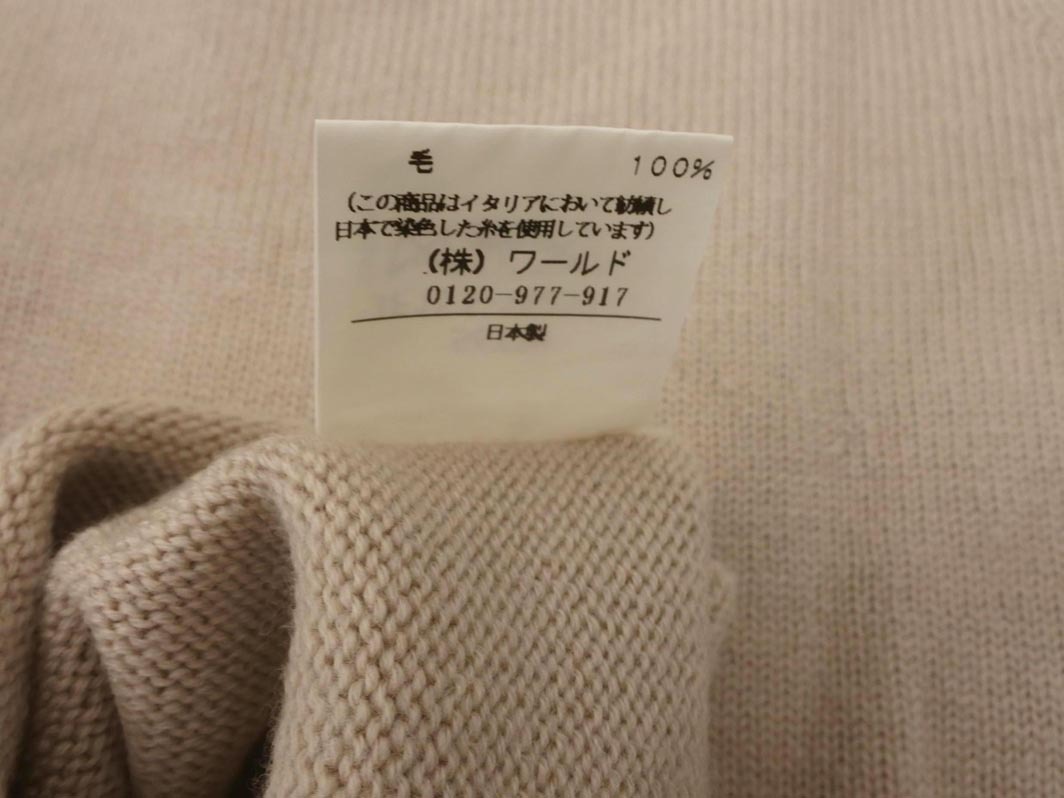 毛 100%
(この商品はイタリアにおいて紡績し
日本で染色した糸を使用しています)
(株) ワールド
0120-977-917
日本製